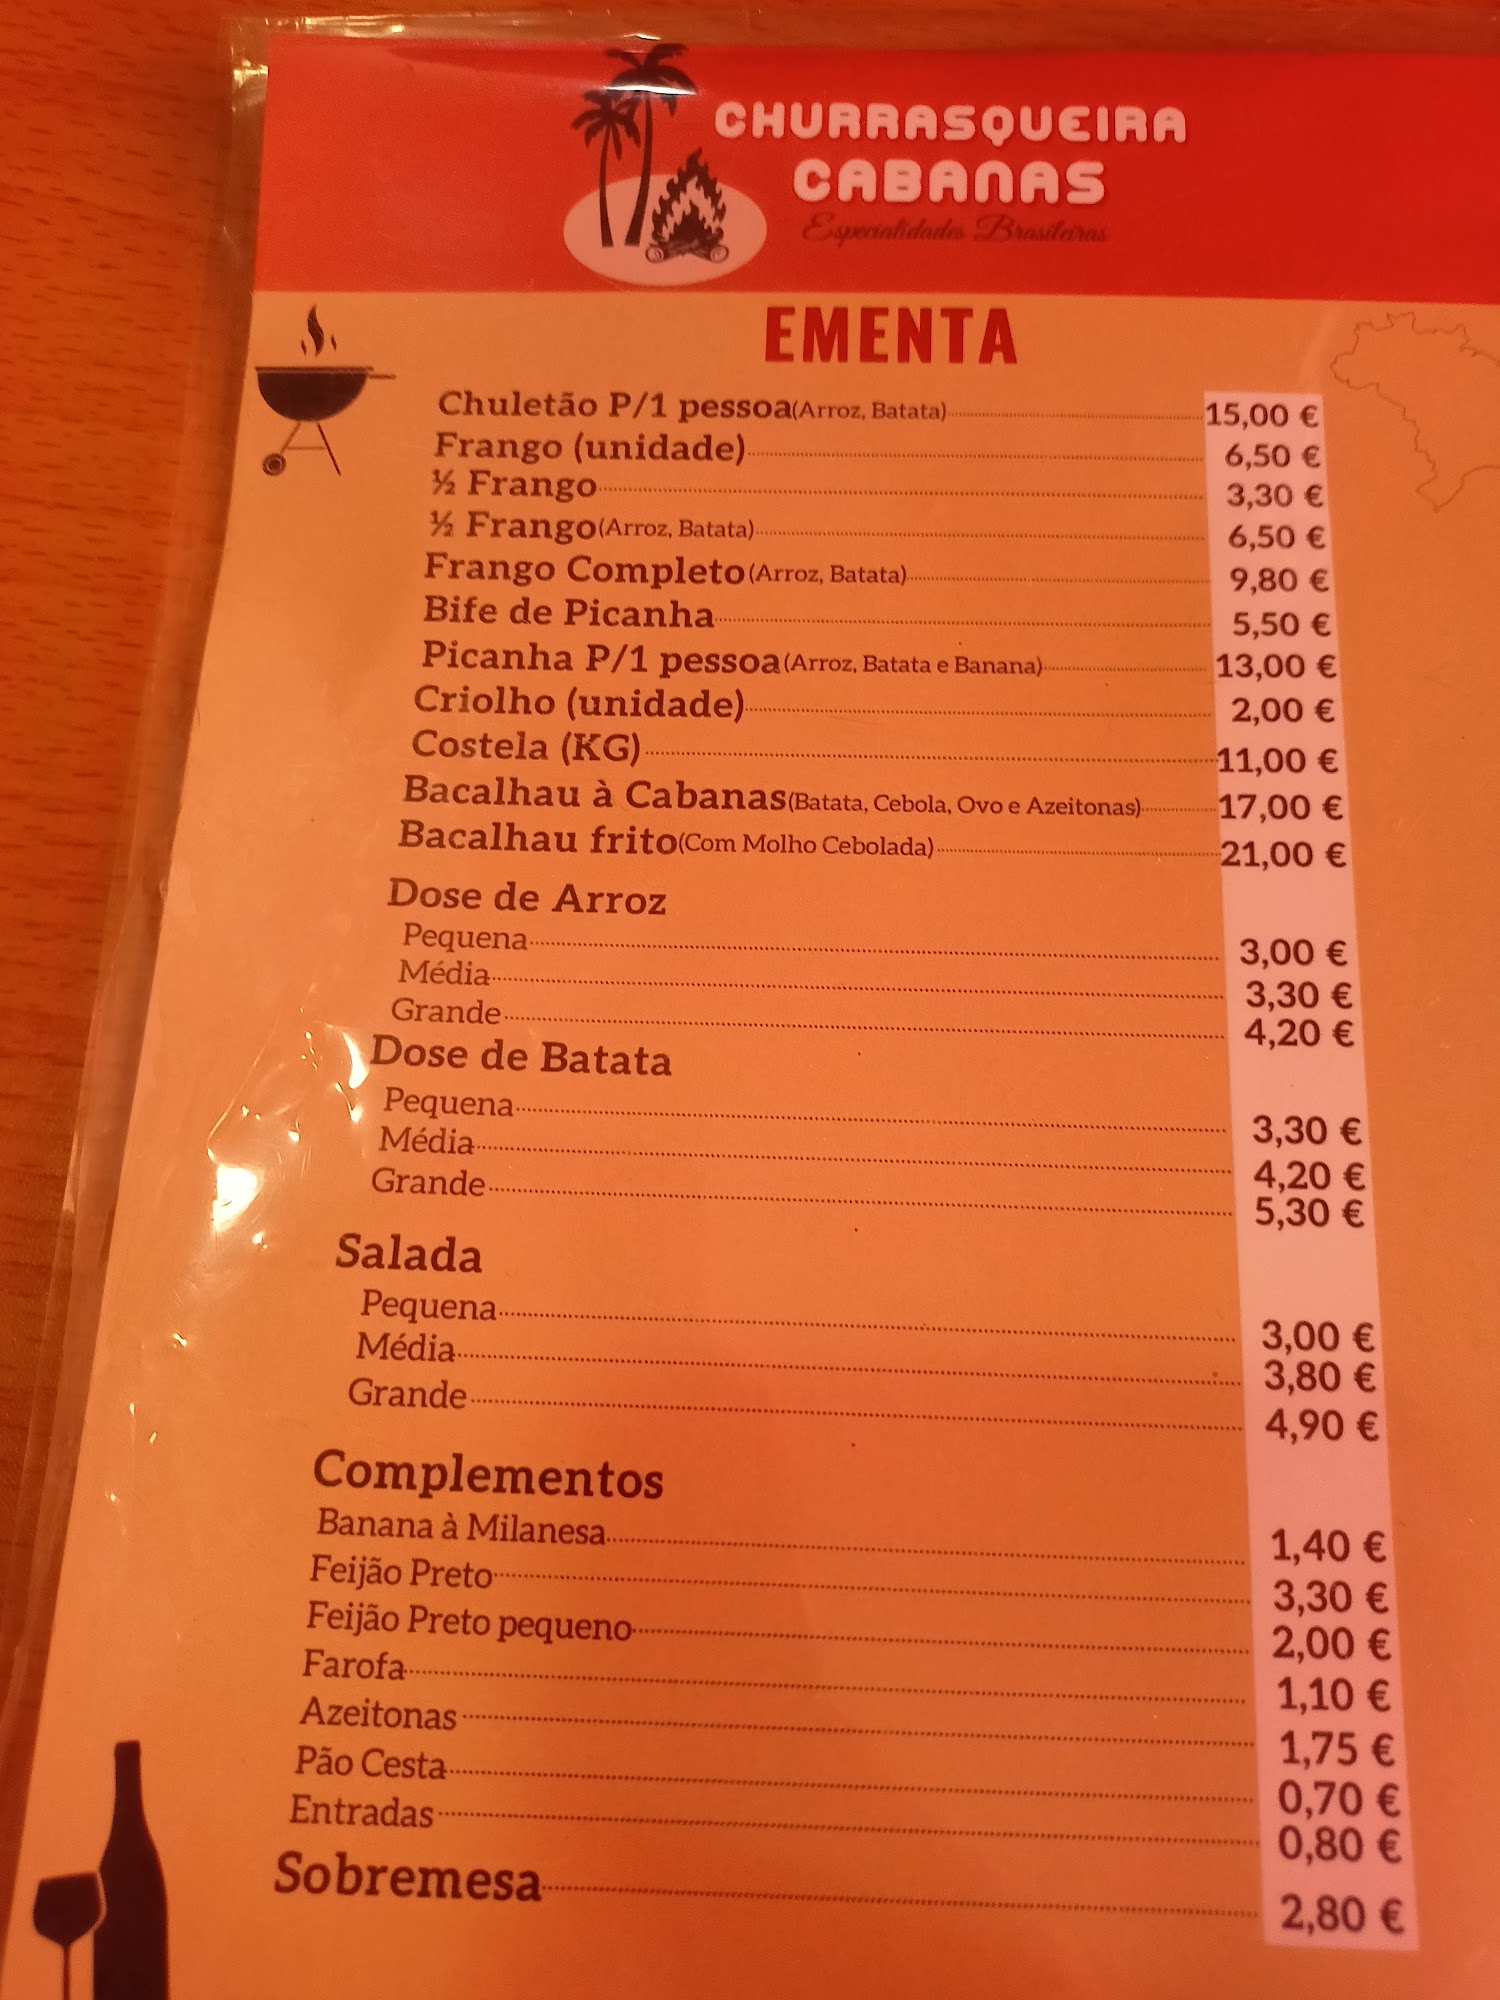 CHURRASQUEIRA
CABANAS
Especialidades Brasileiras
EMENTA
Chuletão P/1 pessoa(Arroz, Batata) 15,00 €
Frango (unidade) 6,50 €
½ Frango 3,30 €
½ Frango(Arroz, Batata) 6,50 €
Frango Completo(Arroz, Batata) 9,80 €
Bife de Picanha 5,50 €
Picanha P/1 pessoa(Arroz, Batata e Banana) 13,00 €
Criolho (unidade) 2,00 €
Costela (KG) 11,00 €
Bacalhau à Cabanas(Batata, Cebola, Ovo e Azeitonas) 17,00 €
Bacalhau frito(Com Molho Cebolada) 21,00 €
Dose de Arroz
Pequena 3,00 €
Média 3,30 €
Grande 4,20 €
Dose de Batata
Pequena 3,30 €
Média 4,20 €
Grande 5,30 €
Salada
Pequena 3,00 €
Média 3,80 €
Grande 4,90 €
Complementos
Banana à Milanesa 1,40 €
Feijão Preto 3,30 €
Feijão Preto pequeno 2,00 €
Farofa 1,10 €
Azeitonas 1,75 €
Pão Cesta 0,70 €
Entradas 0,80 €
Sobremesa 2,80 €